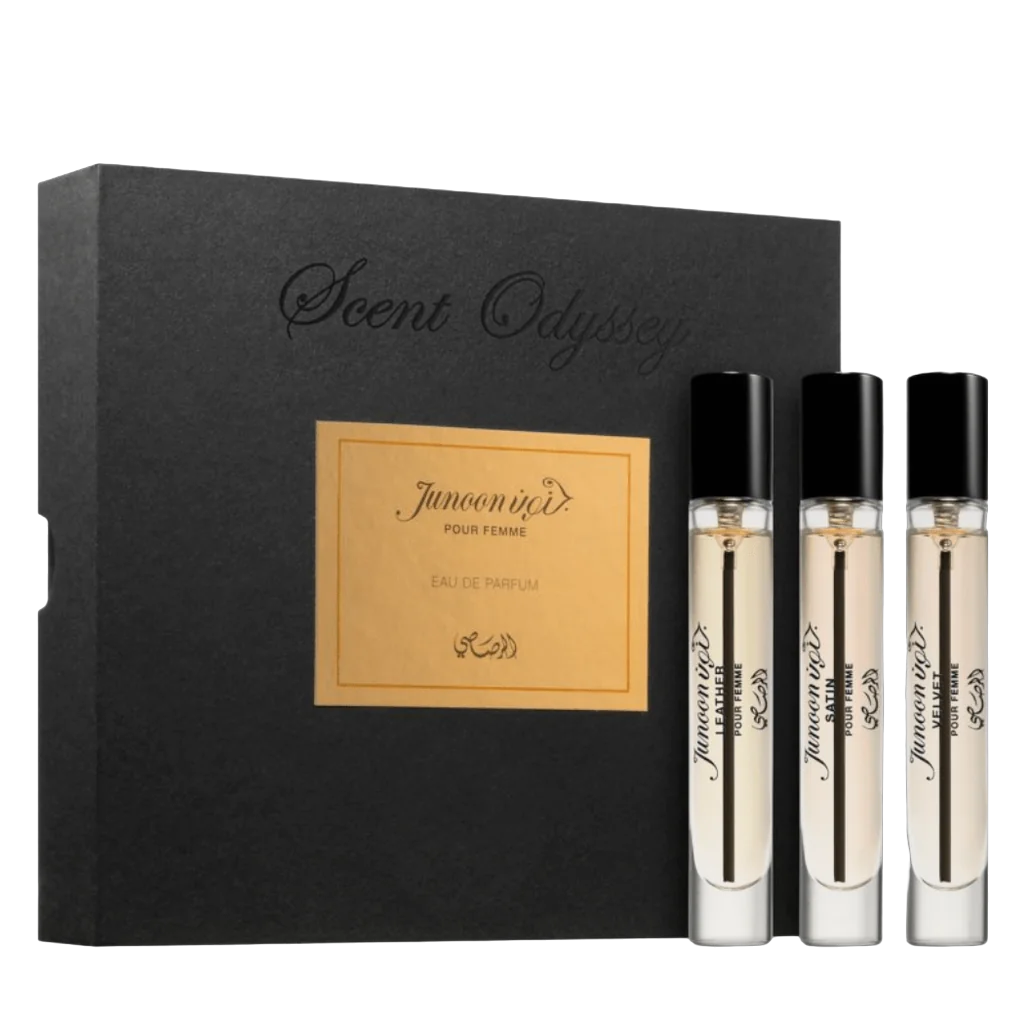 Scent Odyssey
Junoon جنون
POUR FEMME
EAU DE PARFUM
الرصاصي
Junoon جنون
LEATHER
POUR FEMME
الرصاصي
Junoon جنون
SATIN
POUR FEMME
الرصاصي
Junoon جنون
VELVET
POUR FEMME
الرصاصي